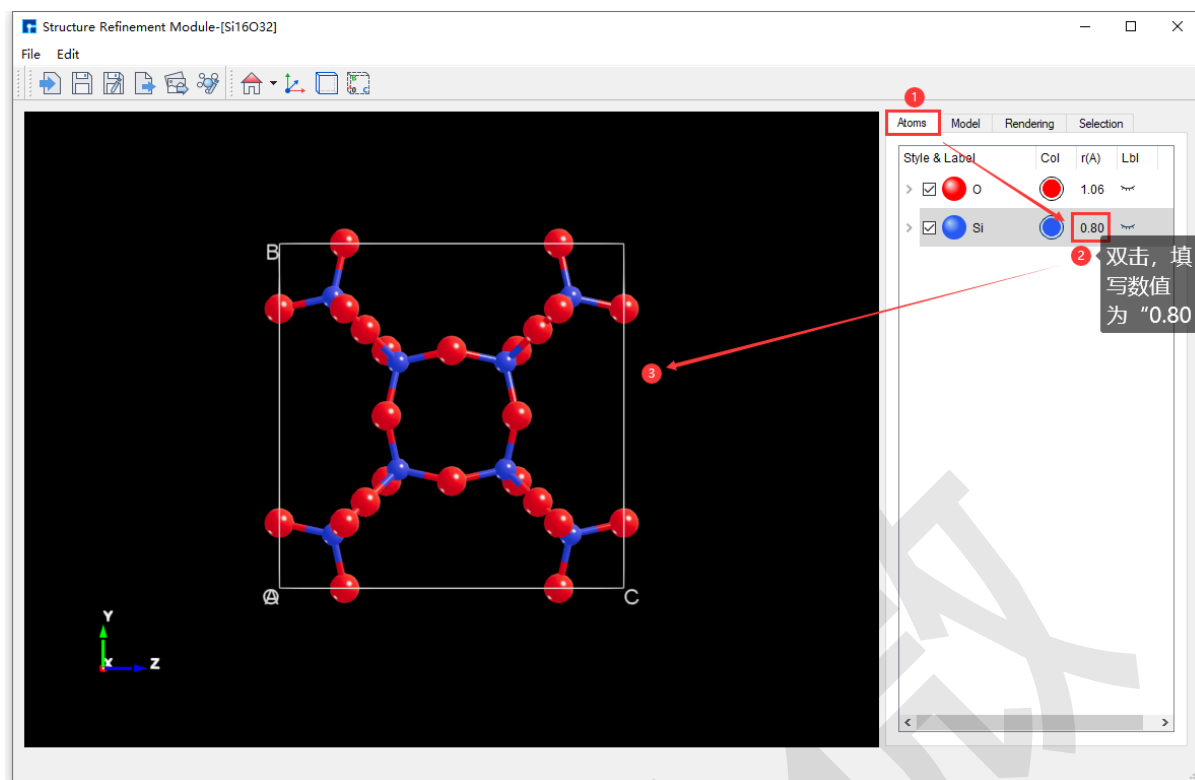 Structure Refinement Module-[Si16O32]
File Edit
1
Atoms Model Rendering Selection
Style & Label Col r(A) Lbl
O 1.06
Si 0.80
2 双击，填
写数值
为“0.80
3
B
A C
Y
X Z